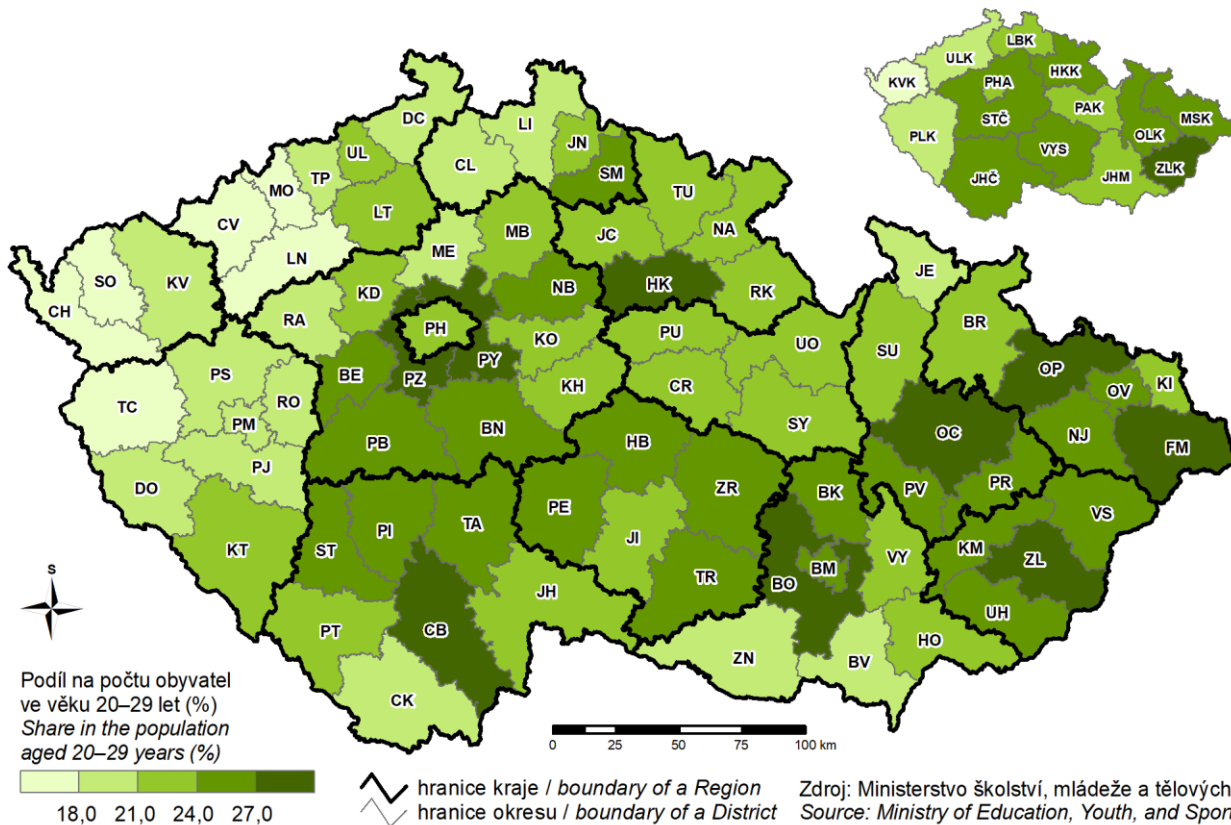 LBK
ULK
HKK
KVK
PHA
PAK
MSK
STČ
OLK
PLK
VYS
ZLK
JHČ
JHM
DC
LI
JN
UL
TP
CL
SM
MO
TU
LT
CV
MB
JC
NA
ME
LN
SO
KV
JE
CH
KD
NB
HK
RK
BR
RA
PH
KO
PU
UO
SU
PY
OP
PS
BE
PZ
KH
CR
OV
KI
TC
RO
PM
SY
OC
PB
BN
HB
NJ
FM
PJ
DO
ZR
BK
PV
PR
VS
PI
TA
PE
KT
ST
JI
VY
KM
ZL
TR
BO
BM
JH
UH
PT
CB
HO
ZN
BV
CK
S
Podíl na počtu obyvatel
ve věku 20–29 let (%)
Share in the population
aged 20–29 years (%)
18,0 21,0 24,0 27,0
0 25 50 75 100 km
hranice kraje / boundary of a Region
hranice okresu / boundary of a District
Zdroj: Ministerstvo školství, mládeže a tělových
Source: Ministry of Education, Youth, and Spor